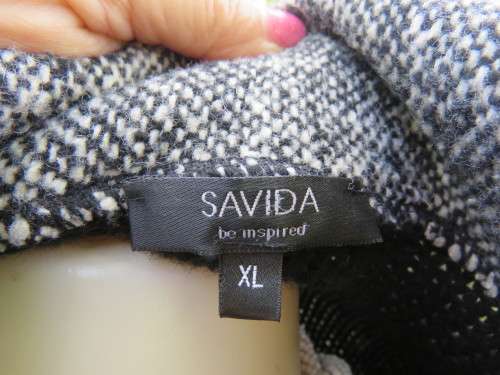 SAVIDA
be inspired
XL